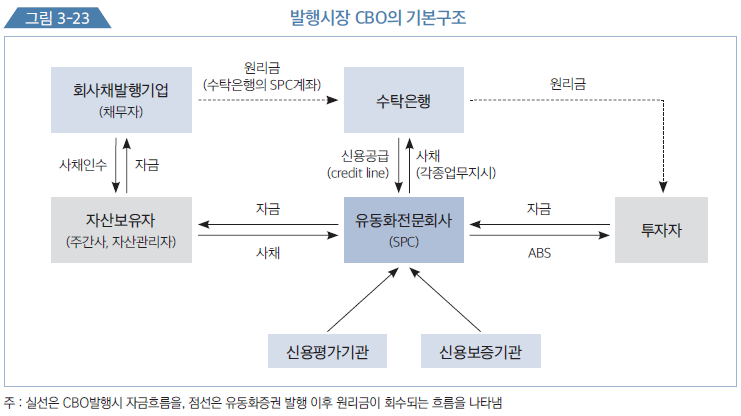 그림 3-23
발행시장 CBO의 기본구조
회사채발행기업
(채무자)
원리금
(수탁은행의 SPC계좌)
수탁은행
원리금
사채인수
자금
신용공급
(credit line)
사채
(각종업무지시)
자산보유자
(주간사, 자산관리자)
자금
사채
유동화전문회사
(SPC)
자금
ABS
투자자
신용평가기관
신용보증기관
주 : 실선은 CBO발행시 자금흐름을, 점선은 유동화증권 발행 이후 원리금이 회수되는 흐름을 나타냄